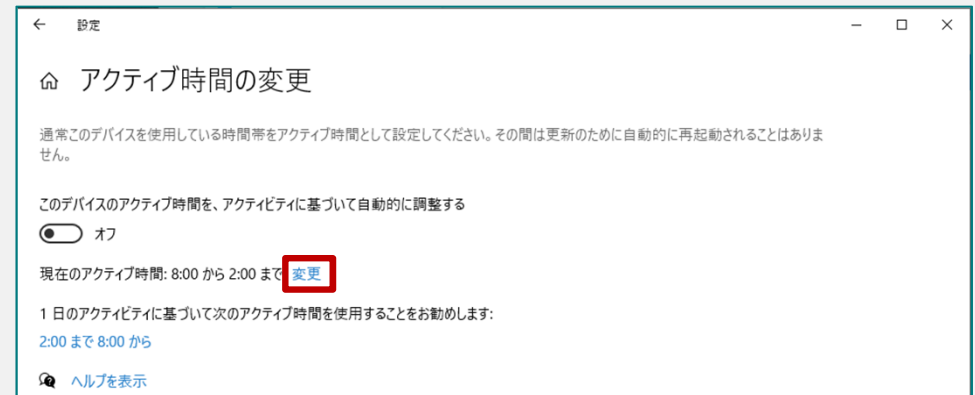 設定
アクティブ時間の変更
通常このデバイスを使用している時間帯をアクティブ時間として設定してください。その間は更新のために自動的に再起動されることはありま
せん。
このデバイスのアクティブ時間を、アクティビティに基づいて自動的に調整する
オフ
現在のアクティブ時間: 8:00 から 2:00 まで 変更
1 日のアクティビティに基づいて次のアクティブ時間を使用することをお勧めします:
2:00 まで 8:00 から
ヘルプを表示